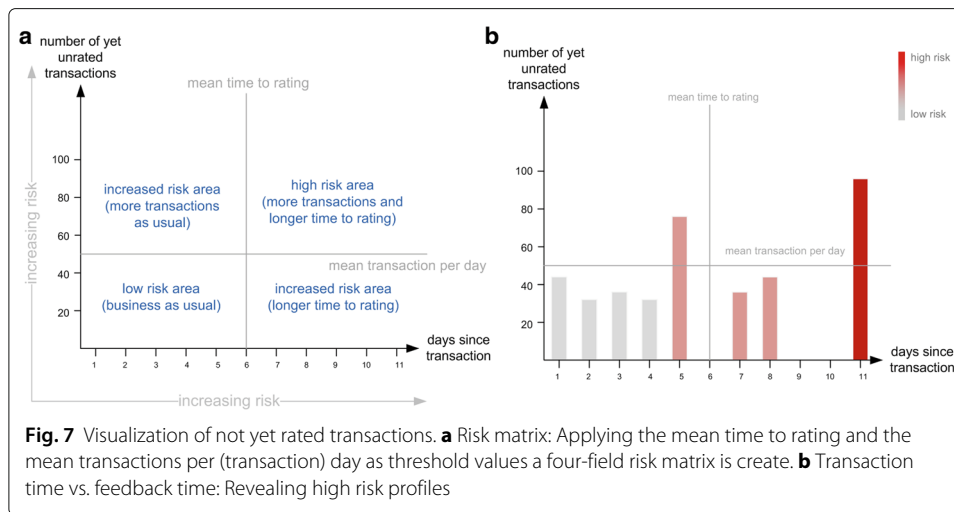 a
number of yet
unrated
transactions
mean time to rating
100
80
60
40
20
increased risk area
(more transactions
as usual)
high risk area
(more transactions and
longer time to rating)
mean transaction per day
low risk area
(business as usual)
increased risk area
(longer time to rating)
days since
transaction
1 2 3 4 5 6 7 8 9 10 11
increasing risk
increasing risk
b
number of yet
unrated
transactions
high risk
low risk
mean time to rating
100
80
60
40
20
mean transaction per day
days since
transaction
1 2 3 4 5 6 7 8 9 10 11
Fig. 7 Visualization of not yet rated transactions. a Risk matrix: Applying the mean time to rating and the
mean transactions per (transaction) day as threshold values a four-field risk matrix is create. b Transaction
time vs. feedback time: Revealing high risk profiles